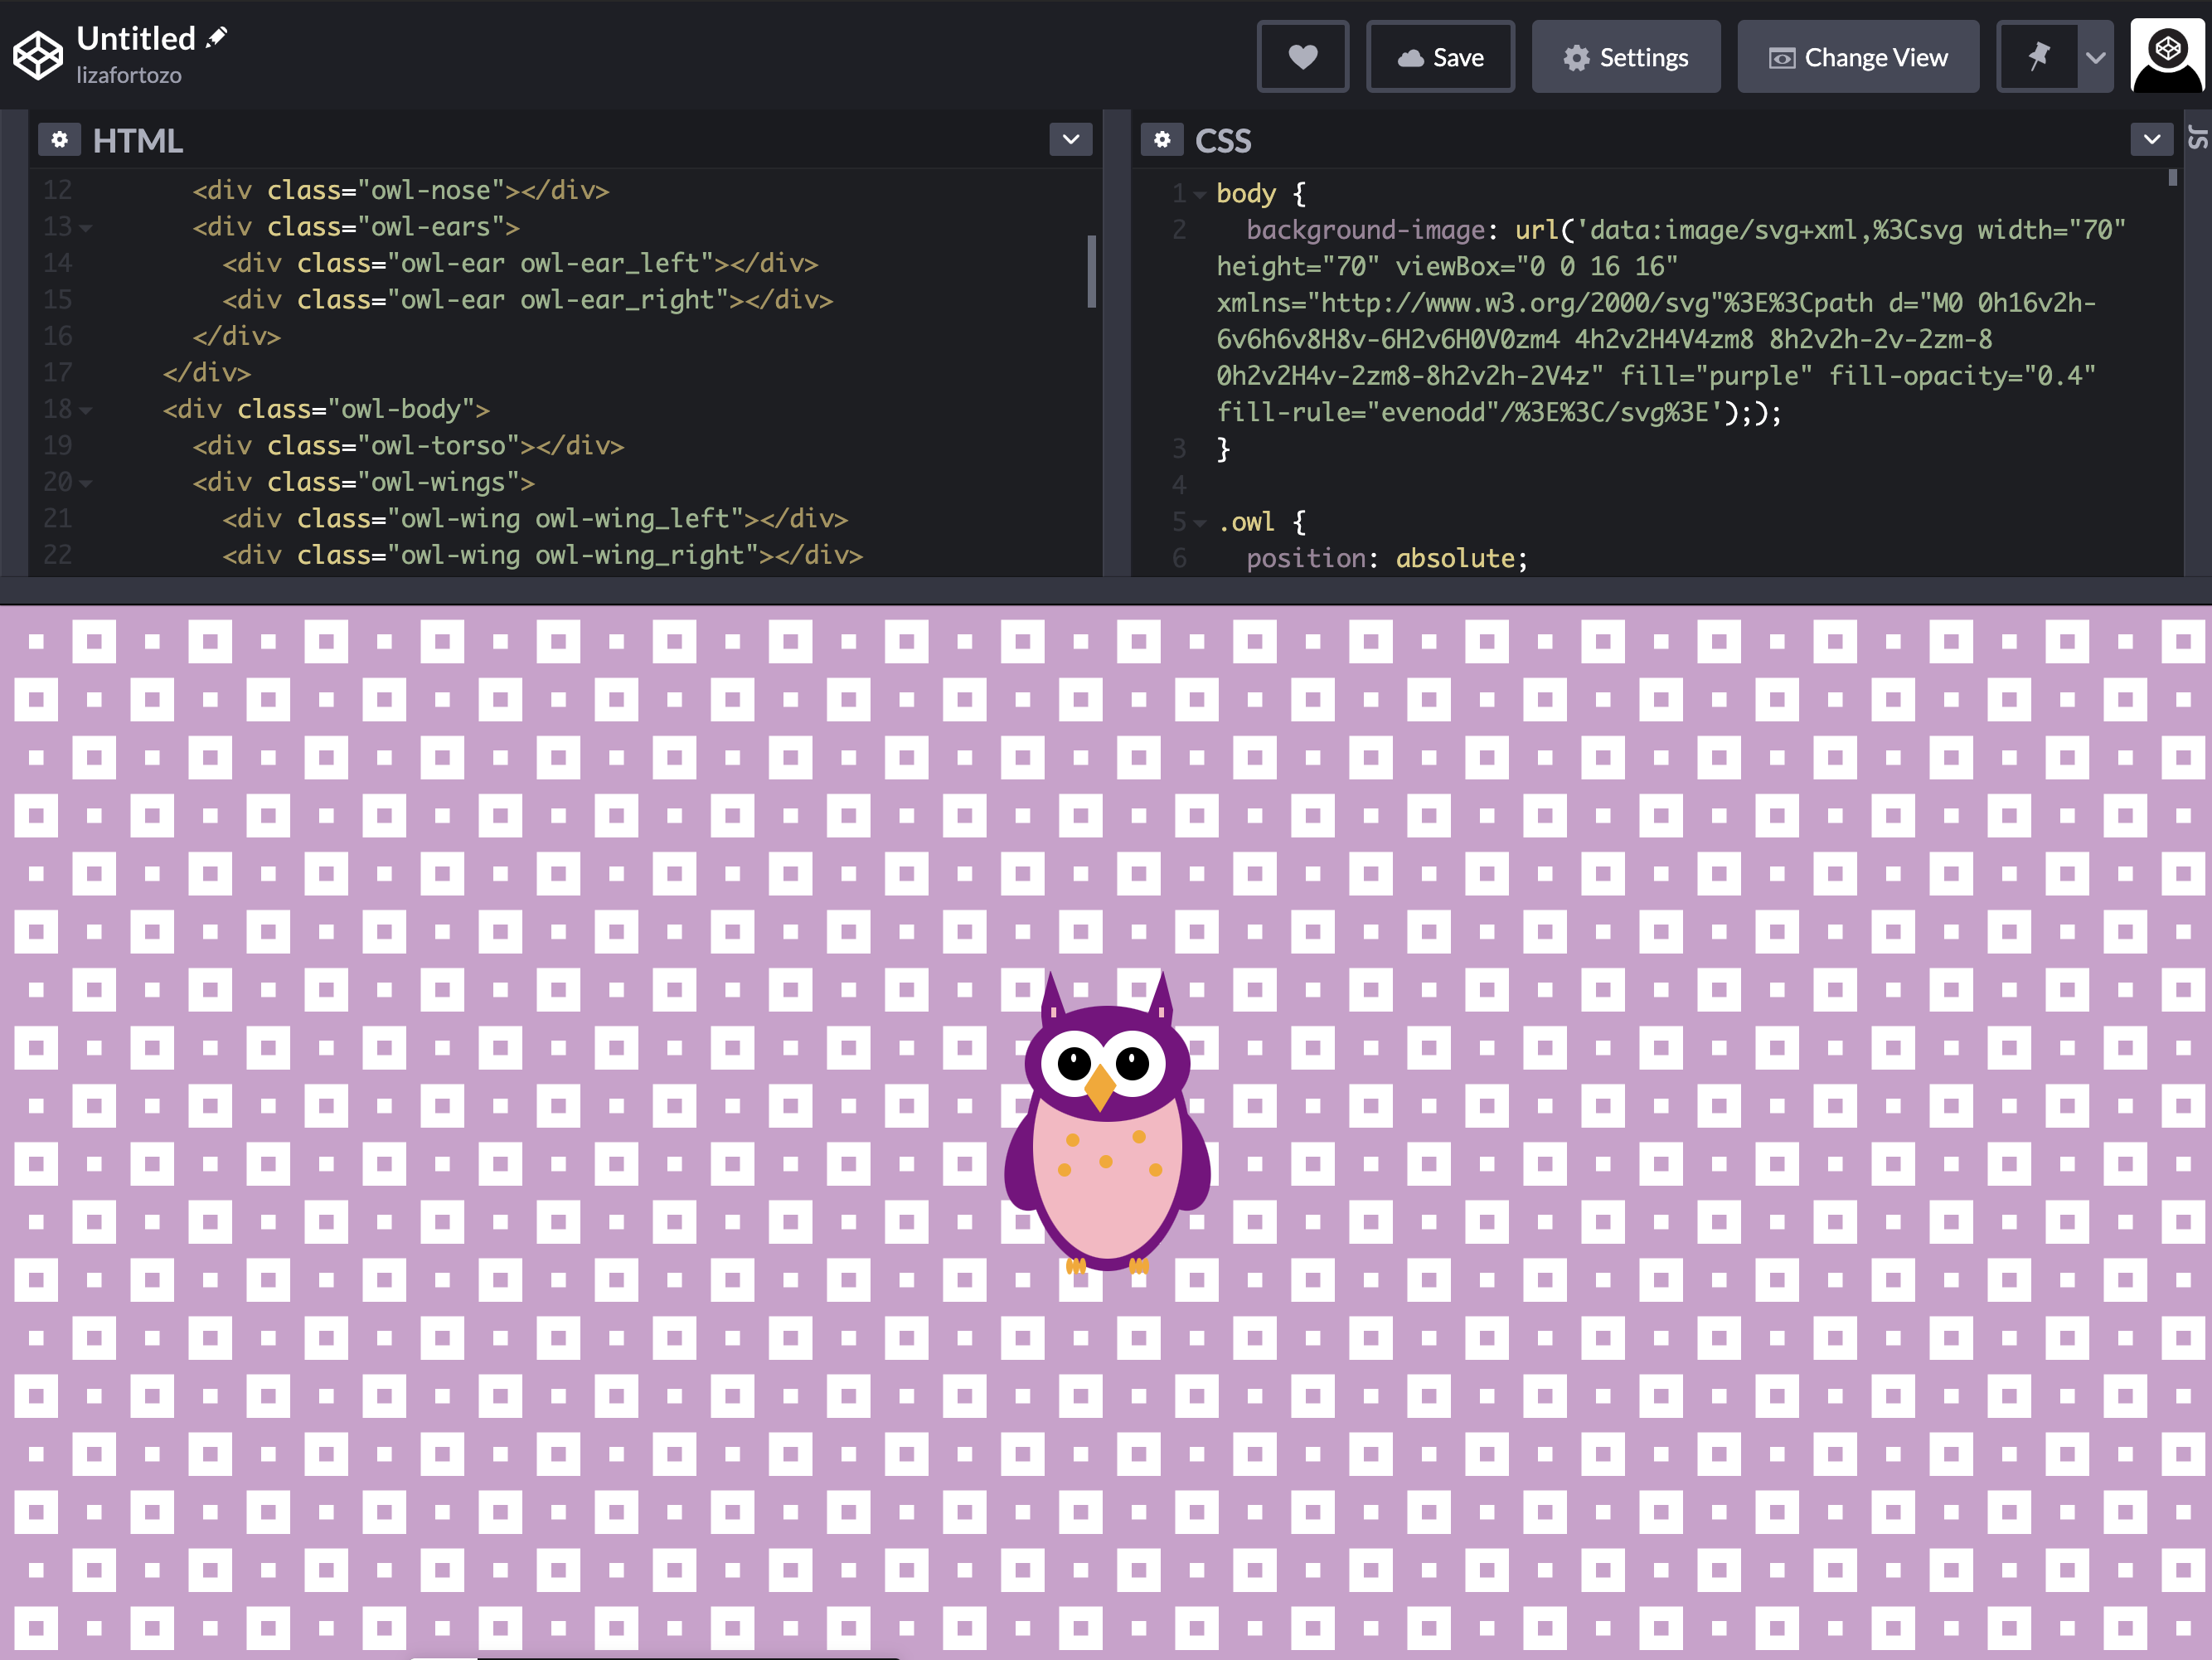 Untitled
lizafortozo
Save
Settings
Change View
HTML
12 <div class="owl-nose"></div>
13 <div class="owl-ears">
14 <div class="owl-ear owl-ear_left"></div>
15 <div class="owl-ear owl-ear_right"></div>
16 </div>
17 </div>
18 <div class="owl-body">
19 <div class="owl-torso"></div>
20 <div class="owl-wings">
21 <div class="owl-wing owl-wing_left"></div>
22 <div class="owl-wing owl-wing_right"></div>
CSS
1 body {
2 background-image: url('data:image/svg+xml,%3Csvg width="70"
height="70" viewBox="0 0 16 16"
xmlns="http://www.w3.org/2000/svg"%3E%3Cpath d="M0 0h16v2h-
6v6h6v8H8v-6H2v6H0V0zm4 4h2v2H4V4zm8 8h2v2h-2v-2zm-8
0h2v2H4v-2zm8-8h2v2h-2V4z" fill="purple" fill-opacity="0.4"
fill-rule="evenodd"/%3E%3C/svg%3E'););
3 }
4
5 .owl {
6 position: absolute;
JS